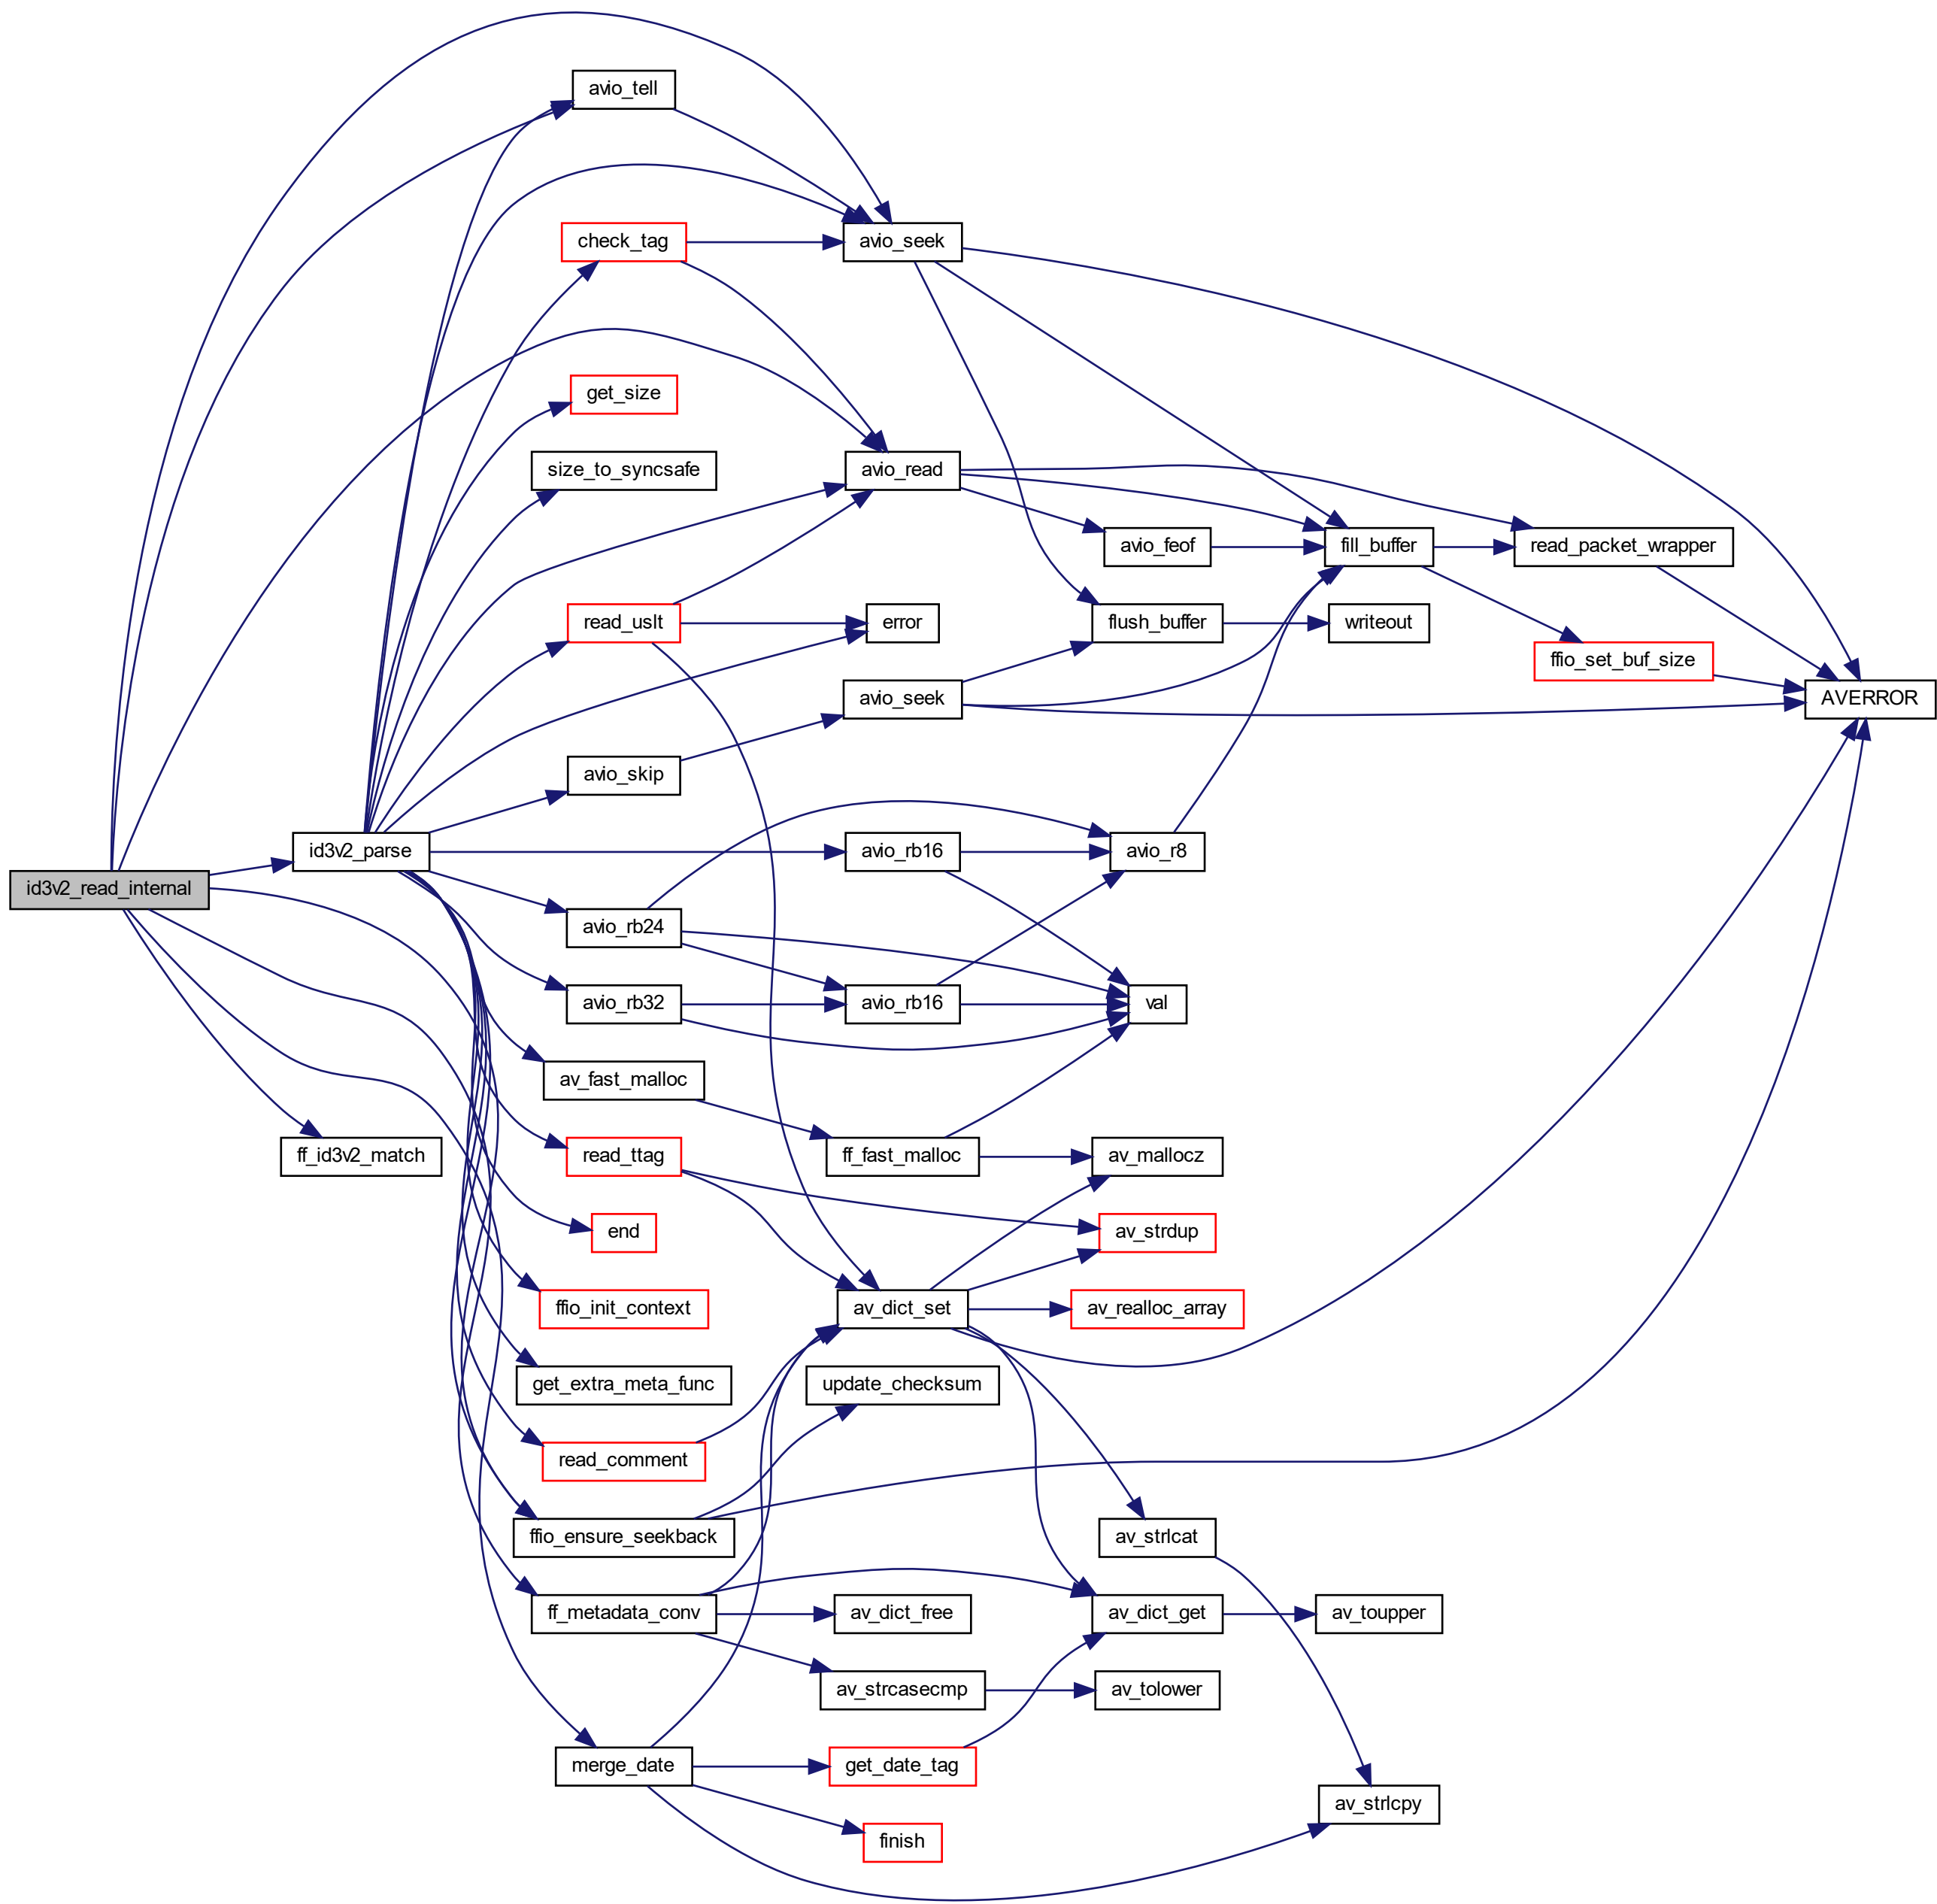 avio_tell
check_tag
avio_seek
get_size
size_to_syncsafe
avio_read
avio_feof
fill_buffer
read_packet_wrapper
read_uslt
error
flush_buffer
writeout
ffio_set_buf_size
avio_seek
AVERROR
avio_skip
id3v2_parse
avio_rb16
avio_r8
id3v2_read_internal
avio_rb24
avio_rb32
avio_rb16
val
av_fast_malloc
ff_id3v2_match
read_ttag
ff_fast_malloc
av_mallocz
end
av_strdup
ffio_init_context
av_dict_set
av_realloc_array
get_extra_meta_func
update_checksum
read_comment
ffio_ensure_seekback
av_strlcat
ff_metadata_conv
av_dict_free
av_dict_get
av_toupper
av_strcasecmp
av_tolower
merge_date
get_date_tag
av_strlcpy
finish